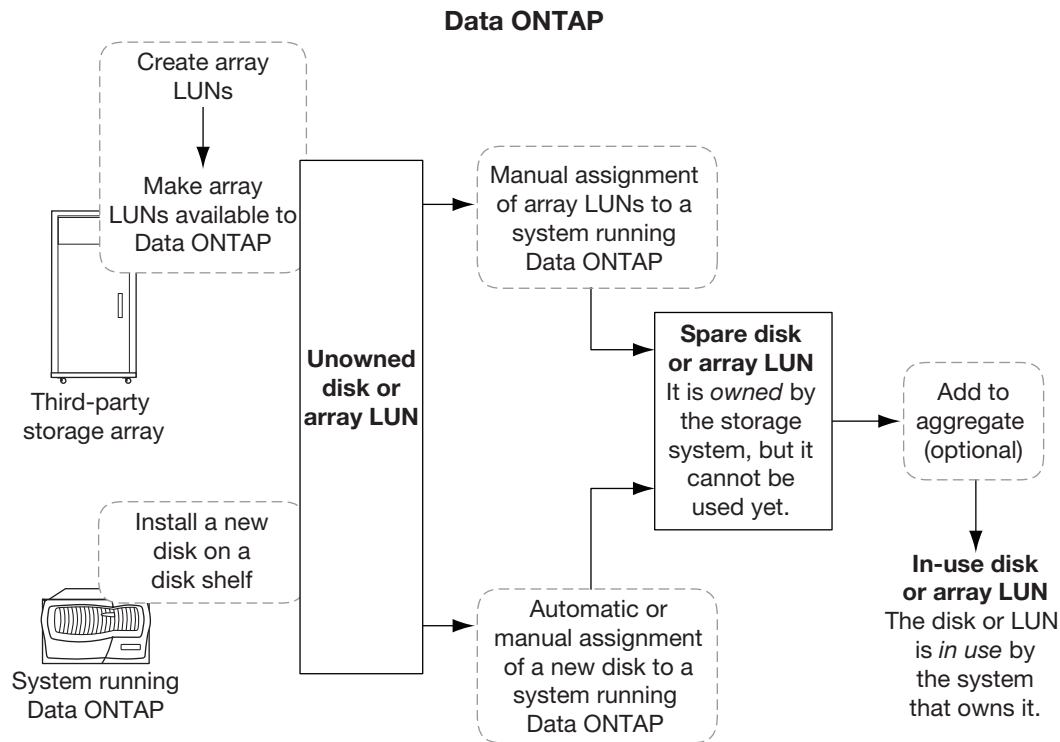 Data ONTAP
Create array
LUNs
Make array
LUNs available to
Data ONTAP
Third-party
storage array
Install a new
disk on a
disk shelf
System running
Data ONTAP
Unowned
disk or
array LUN
Manual assignment
of array LUNs to a
system running
Data ONTAP
Automatic or
manual assignment
of a new disk to a
system running
Data ONTAP
Spare disk
or array LUN
It is owned by
the storage
system, but it
cannot be
used yet.
Add to
aggregate
(optional)
In-use disk
or array LUN
The disk or LUN
is in use by
the system
that owns it.